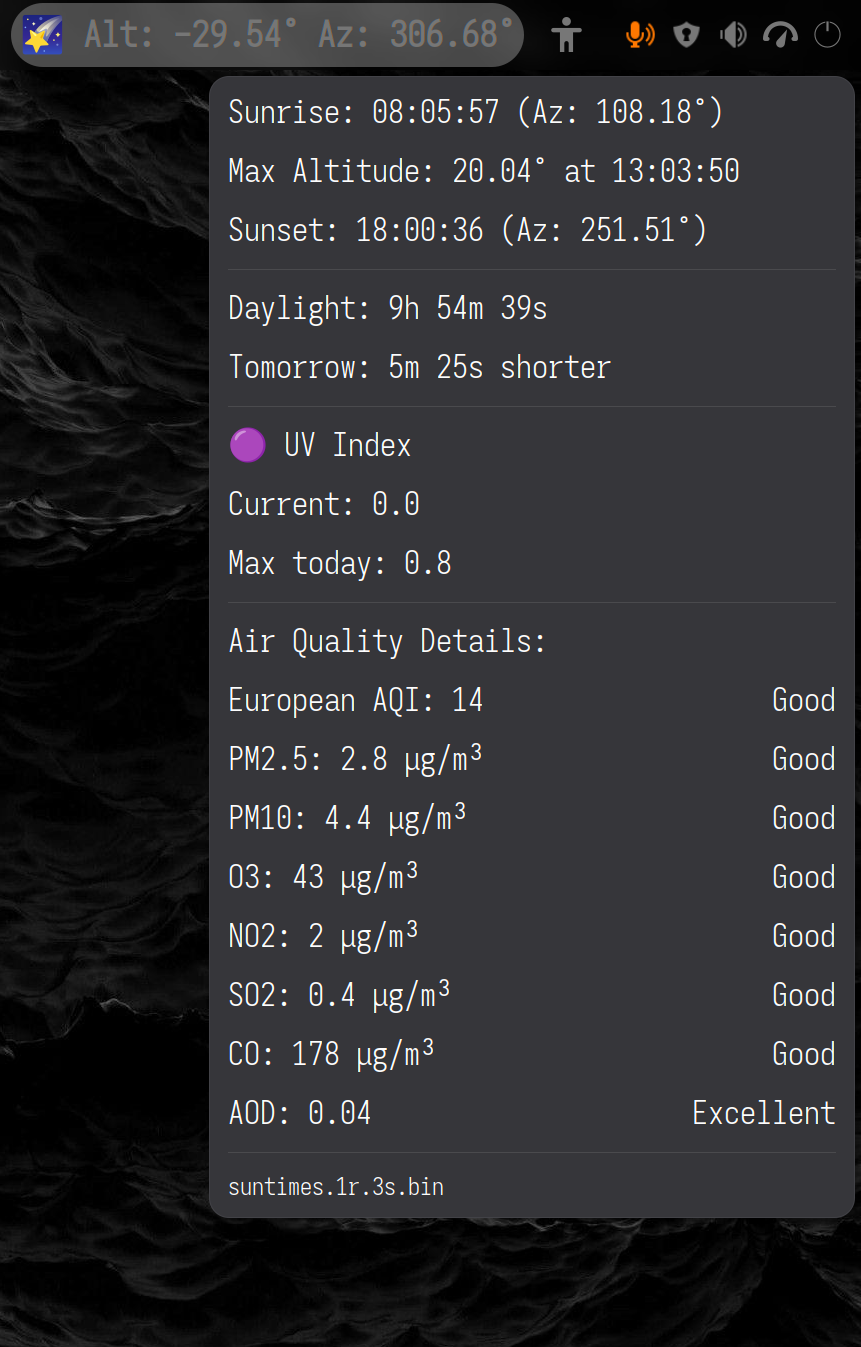 Alt: -29.54° Az: 306.68°
Sunrise: 08:05:57 (Az: 108.18°)
Max Altitude: 20.04° at 13:03:50
Sunset: 18:00:36 (Az: 251.51°)
Daylight: 9h 54m 39s
Tomorrow: 5m 25s shorter
UV Index
Current: 0.0
Max today: 0.8
Air Quality Details:
European AQI: 14 Good
PM2.5: 2.8 µg/m³ Good
PM10: 4.4 µg/m³ Good
O3: 43 µg/m³ Good
NO2: 2 µg/m³ Good
SO2: 0.4 µg/m³ Good
CO: 178 µg/m³ Good
AOD: 0.04 Excellent
suntimes.1r.3s.bin